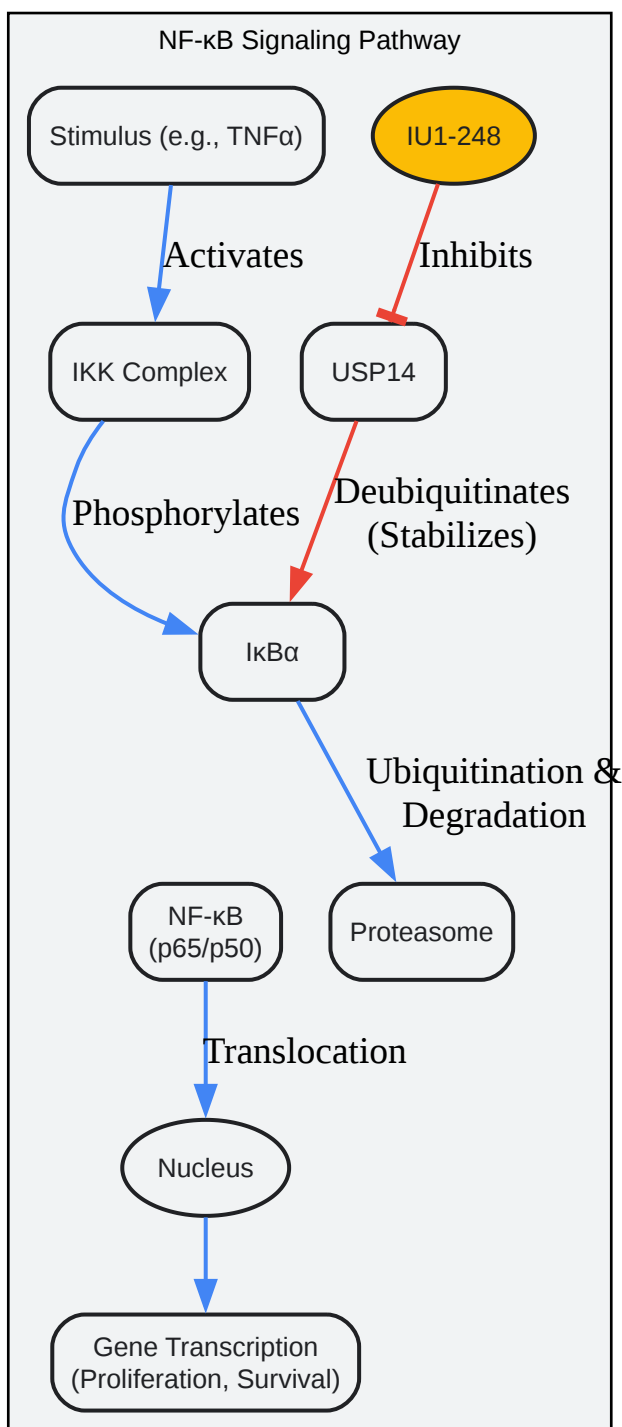 NF-κB Signaling Pathway
Stimulus (e.g., TNFα)
IU1-248
Activates
Inhibits
IKK Complex
USP14
Phosphorylates
Deubiquitinates
(Stabilizes)
IκBα
Ubiquitination &
Degradation
NF-κB
(p65/p50)
Proteasome
Translocation
Nucleus
Gene Transcription
(Proliferation, Survival)